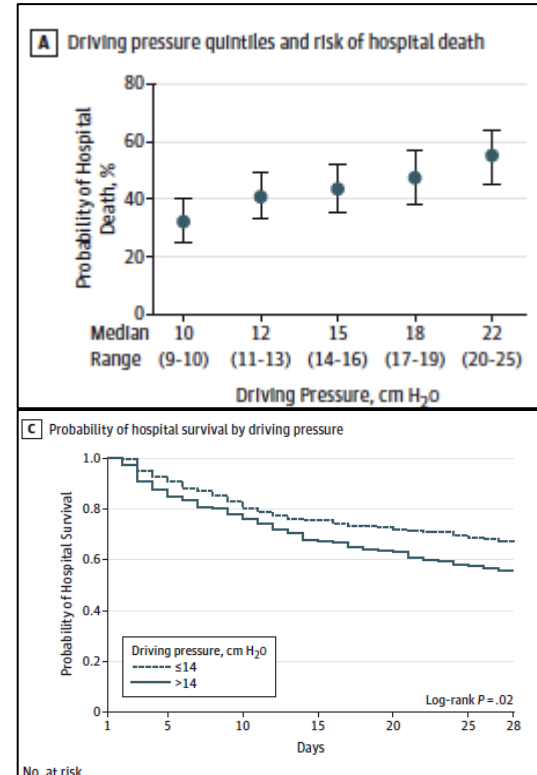 A Driving pressure quintiles and risk of hospital death
Probability of Hospital
Death, %
80
60
40
20
0
Median 10 12 15 18 22
Range (9-10) (11-13) (14-16) (17-19) (20-25)
Driving Pressure, cm H₂O
C Probability of hospital survival by driving pressure
Probability of Hospital Survival
1.0
0.8
0.6
0.4
0.2
0
Driving pressure, cm H₂O
≤14
>14
Log-rank P = .02
1 5 10 15 20 25 28
Days
No. at risk